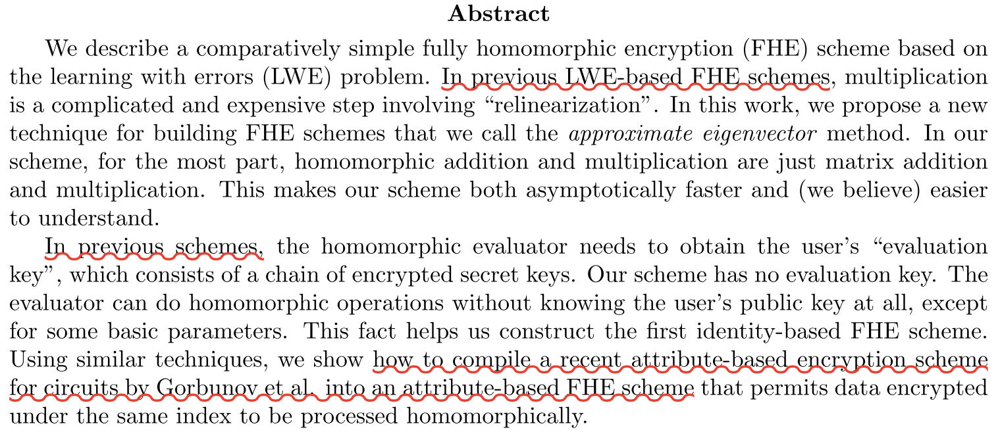 Abstract
We describe a comparatively simple fully homomorphic encryption (FHE) scheme based on
the learning with errors (LWE) problem. In previous LWE-based FHE schemes, multiplication
is a complicated and expensive step involving “relinearization”. In this work, we propose a new
technique for building FHE schemes that we call the approximate eigenvector method. In our
scheme, for the most part, homomorphic addition and multiplication are just matrix addition
and multiplication. This makes our scheme both asymptotically faster and (we believe) easier
to understand.
In previous schemes, the homomorphic evaluator needs to obtain the user’s “evaluation
key”, which consists of a chain of encrypted secret keys. Our scheme has no evaluation key. The
evaluator can do homomorphic operations without knowing the user’s public key at all, except
for some basic parameters. This fact helps us construct the first identity-based FHE scheme.
Using similar techniques, we show how to compile a recent attribute-based encryption scheme
for circuits by Gorbunov et al. into an attribute-based FHE scheme that permits data encrypted
under the same index to be processed homomorphically.